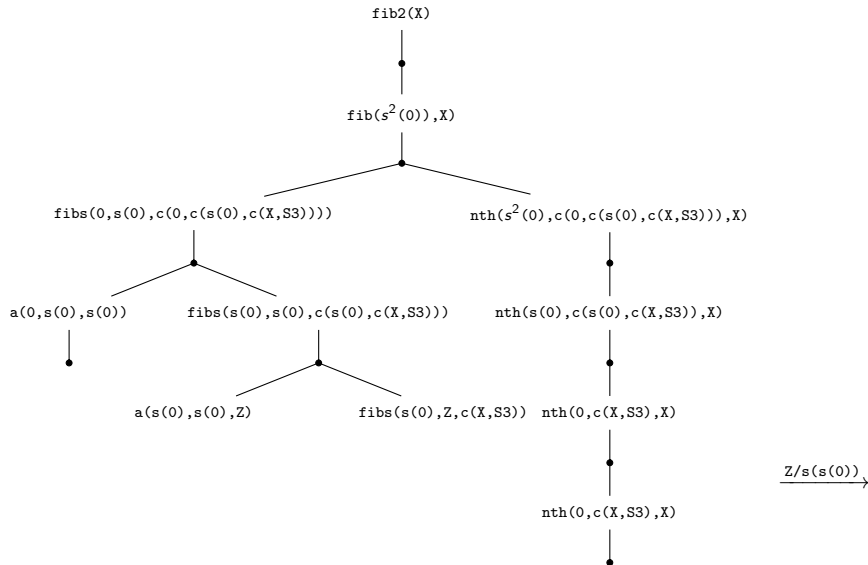 fib2(X)
fib(s²(0)),X)
fibs(0,s(0),c(0,c(s(0),c(X,S3)))) nth(s²(0),c(0,c(s(0),c(X,S3))),X)
a(0,s(0),s(0)) fibs(s(0),s(0),c(s(0),c(X,S3))) nth(s(0),c(s(0),c(X,S3)),X)
a(s(0),s(0),Z) fibs(s(0),Z,c(X,S3)) nth(0,c(X,S3),X)
Z/s(s(0))
nth(0,c(X,S3),X)